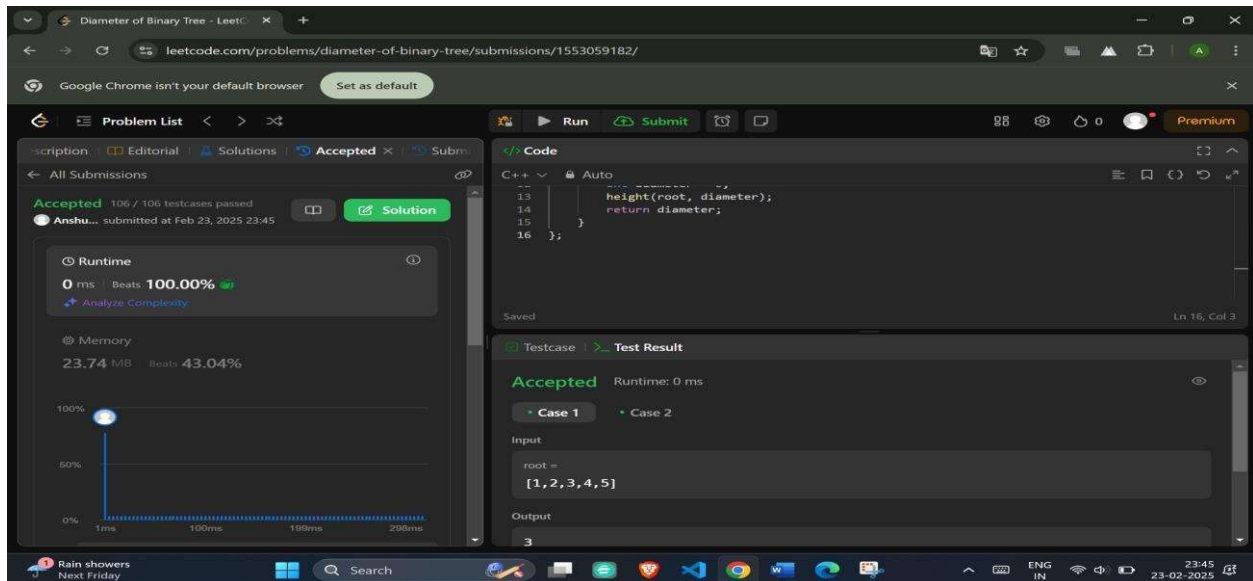 Diameter of Binary Tree - LeetC
leetcode.com/problems/diameter-of-binary-tree/submissions/1553059182/
A
Google Chrome isn't your default browser
Set as default
Problem List
Run
Submit
0
Premium
scription
Editorial
Solutions
Accepted
Subm
All Submissions
Accepted 106 / 106 testcases passed
Anshu... submitted at Feb 23, 2025 23:45
Solution
Runtime
0 ms Beats 100.00%
Analyze Complexity
Memory
23.74 MB Beats 43.04%
100%
50%
0%
1ms 100ms 199ms 298ms
</> Code
C++ Auto
13 height(root, diameter);
14 return diameter;
15 }
16 };
Saved
Ln 16, Col 3
Testcase >_ Test Result
Accepted Runtime: 0 ms
• Case 1 • Case 2
Input
root =
[1,2,3,4,5]
Output
3
1
Rain showers
Next Friday
Search
ENG
IN
23:45
23-02-2025